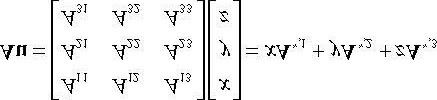 A₁₁ A₁₂ A₁₃ x
Au = A₂₁ A₂₂ A₂₃ y = xA*,₁ + yA*,₂ + zA*,₃
A₃₁ A₃₂ A₃₃ z